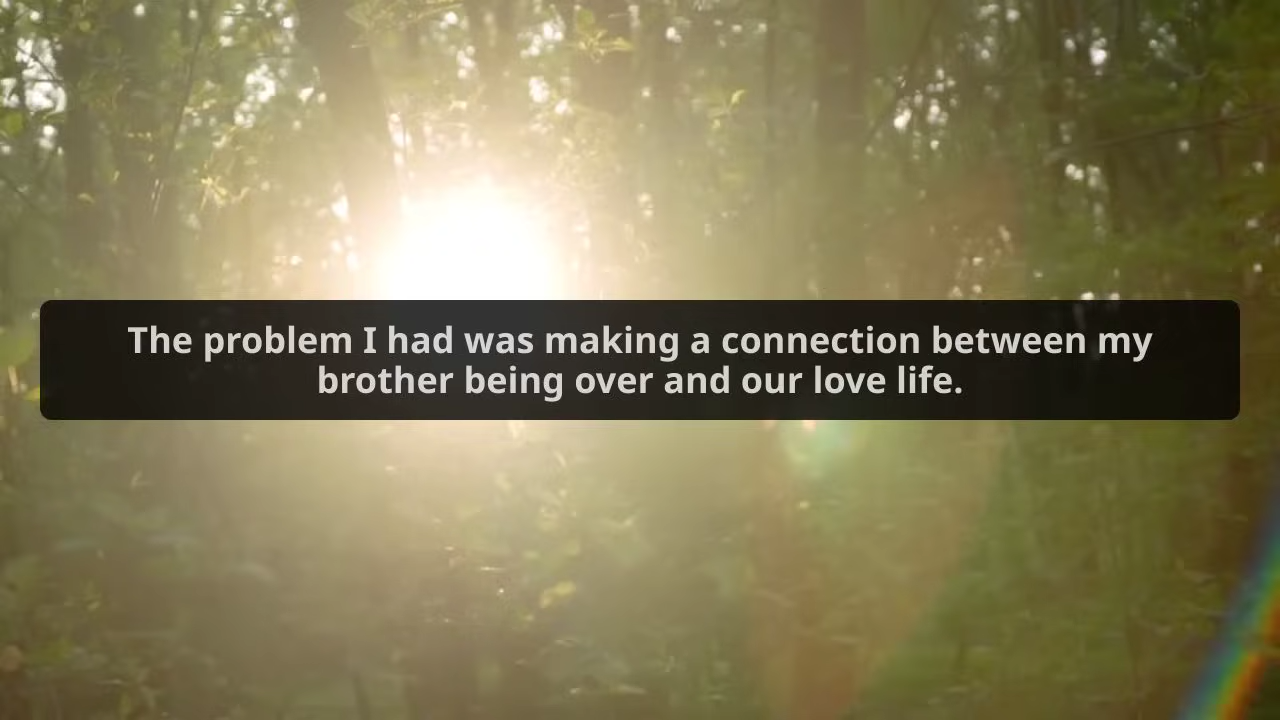 The problem I had was making a connection between my
brother being over and our love life.